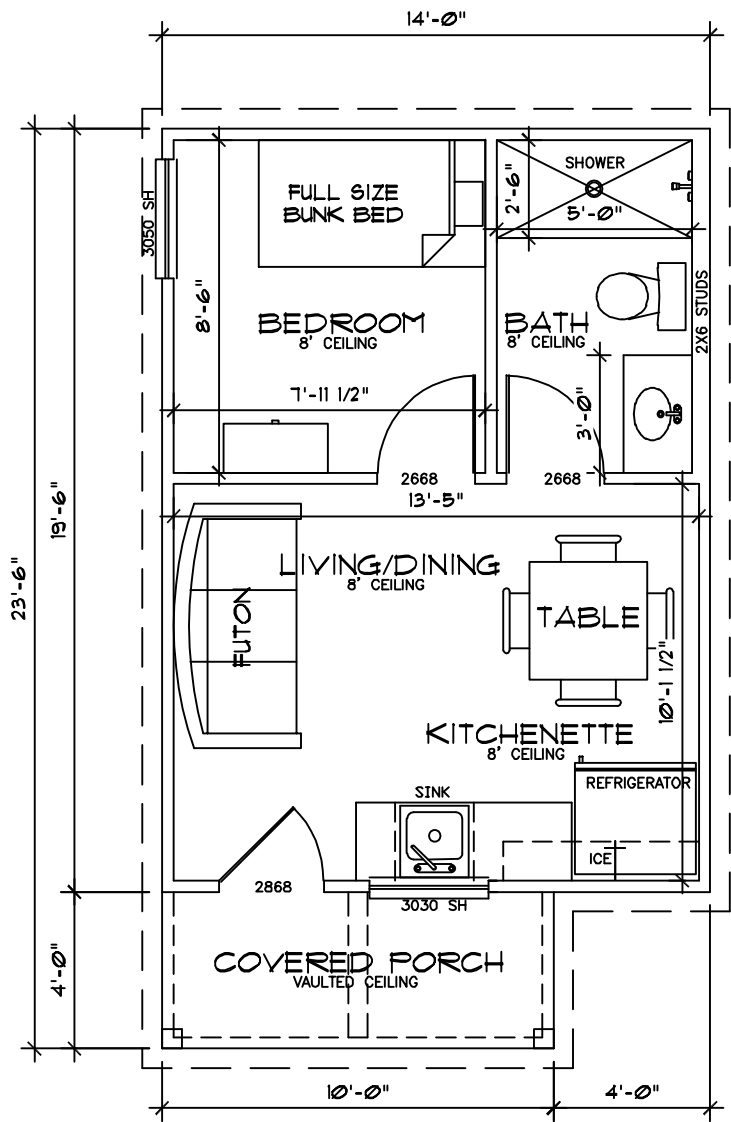 14'-0"
SHOWER
FULL SIZE
BUNK BED
2'-6"
5'-0"
3050 SH
8'-6"
BEDROOM
8' CEILING
BATH
8' CEILING
2X6 STUDS
7'-11 1/2"
3'-0"
2668
2668
13'-5"
19'-6"
23'-6"
LIVING/DINING
8' CEILING
FUTON
TABLE
10'-1 1/2"
KITCHENETTE
8' CEILING
SINK
REFRIGERATOR
ICE
2868
3030 SH
4'-0"
COVERED PORCH
VAULTED CEILING
10'-0"
4'-0"